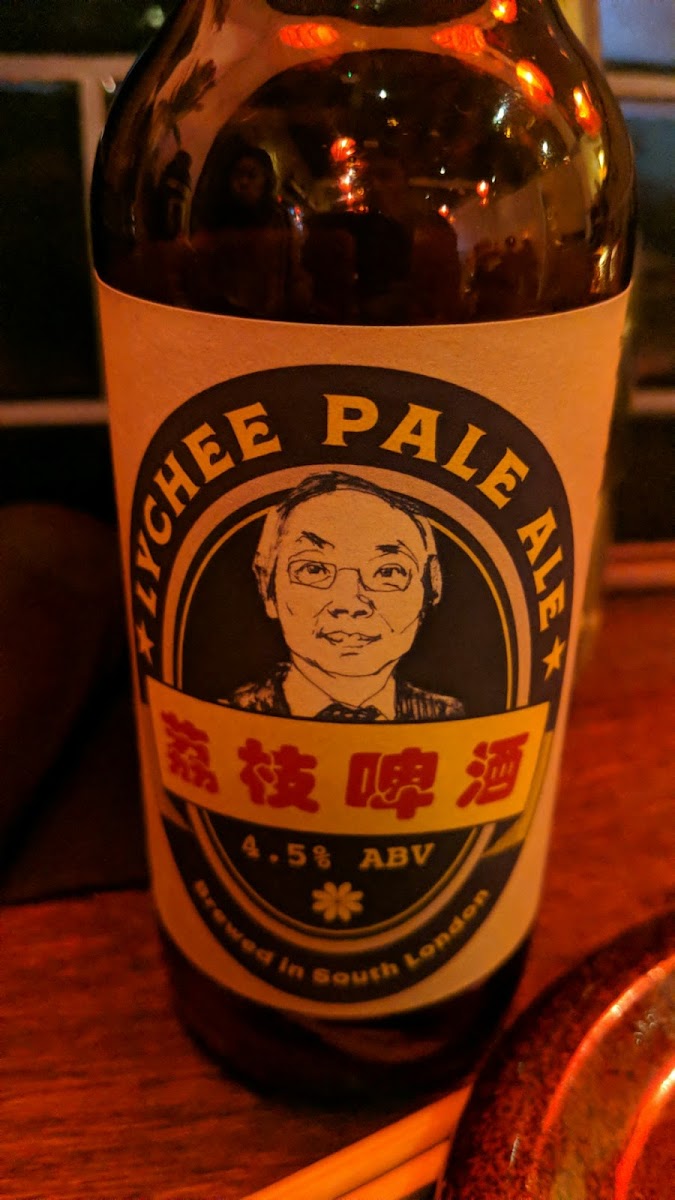 ★ LYCHEE PALE ALE ★
荔枝啤酒
4.5% ABV
Brewed in South London